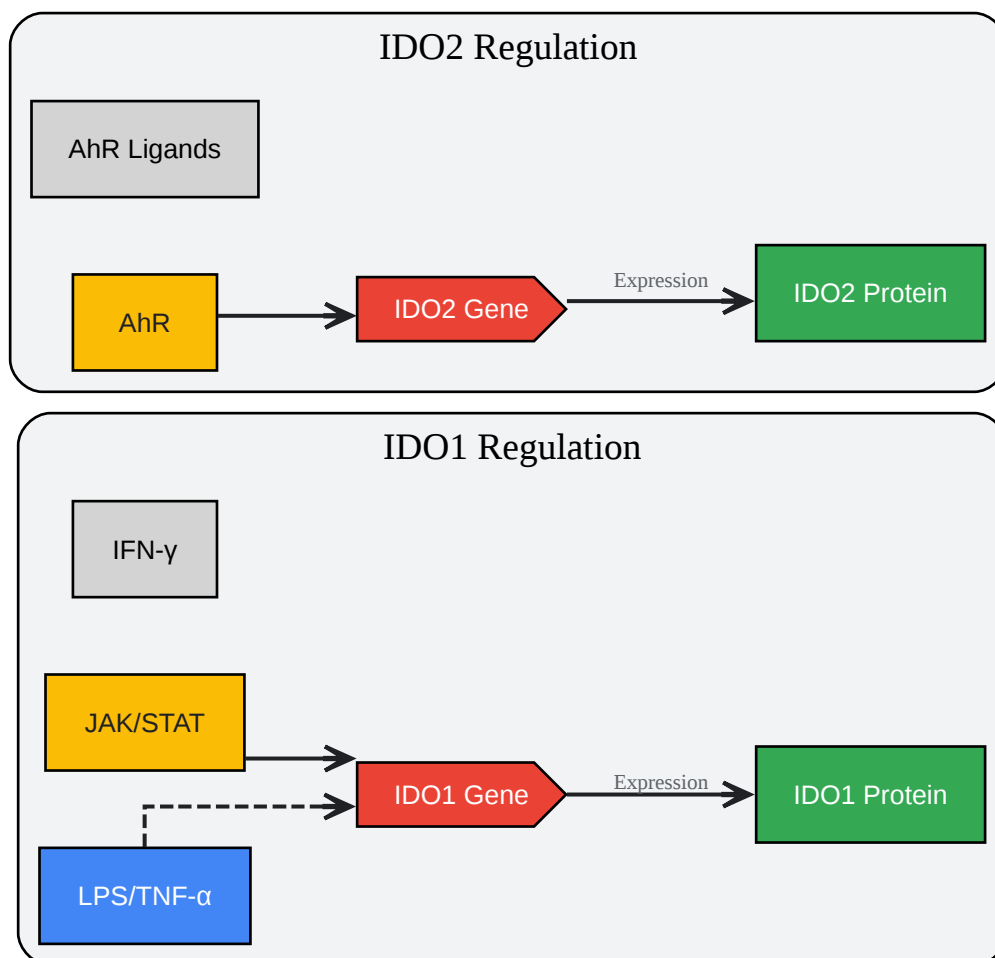 IDO2 Regulation
AhR Ligands
AhR
IDO2 Gene
Expression
IDO2 Protein
IDO1 Regulation
IFN-γ
JAK/STAT
IDO1 Gene
Expression
IDO1 Protein
LPS/TNF-α